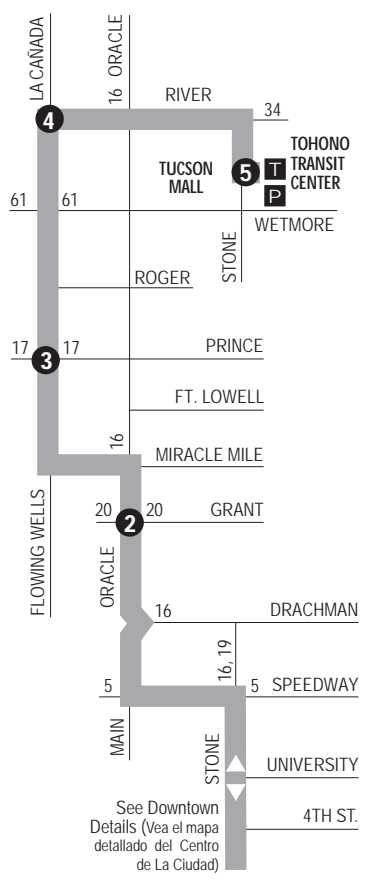 LA CAÑADA
16 ORACLE
RIVER
34
4
5
T
P
TOHONO
TRANSIT
CENTER
TUCSON
MALL
61
61
WETMORE
STONE
ROGER
17
3
17
PRINCE
FT. LOWELL
16
MIRACLE MILE
FLOWING WELLS
20
2
20
GRANT
ORACLE
16
DRACHMAN
16, 19
5
5
SPEEDWAY
MAIN
STONE
UNIVERSITY
4TH ST.
See Downtown
Details (Vea el mapa
detallado del Centro
de La Ciudad)